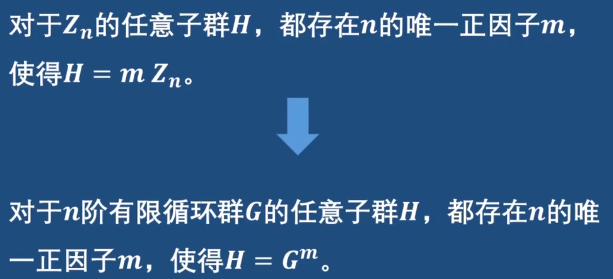 对于Zₙ的任意子群H，都存在n的唯一正因子m，
使得H = m Zₙ。
对于n阶有限循环群G的任意子群H，都存在n的唯
一正因子m，使得H = Gᵐ。